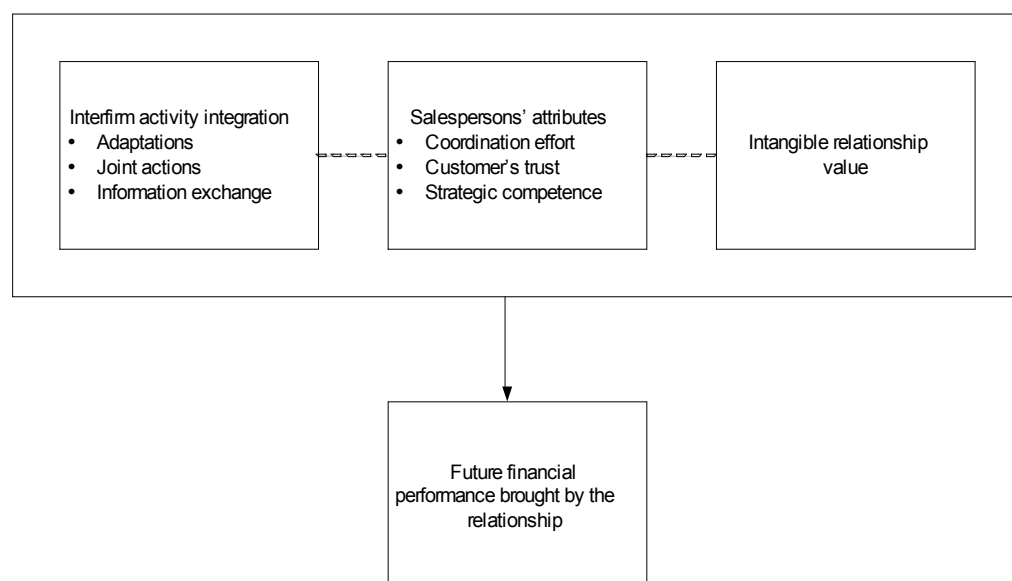 Interfirm activity integration
• Adaptations
• Joint actions
• Information exchange
Salespersons’ attributes
• Coordination effort
• Customer’s trust
• Strategic competence
Intangible relationship
value
Future financial
performance brought by the
relationship